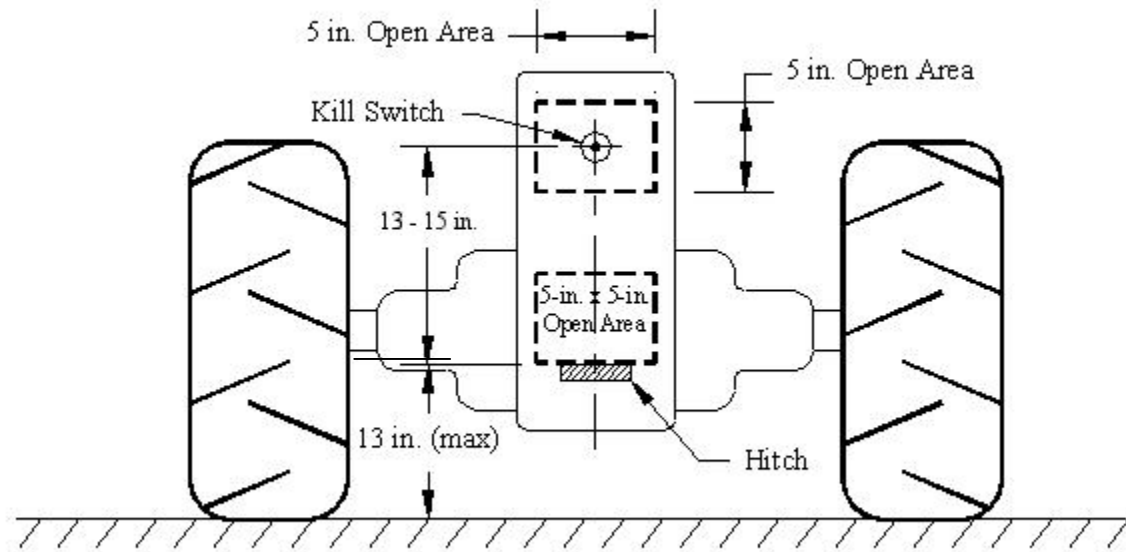 5 in. Open Area
5 in. Open Area
Kill Switch
13 - 15 in.
5-in. x 5-in.
Open Area
13 in. (max)
Hitch